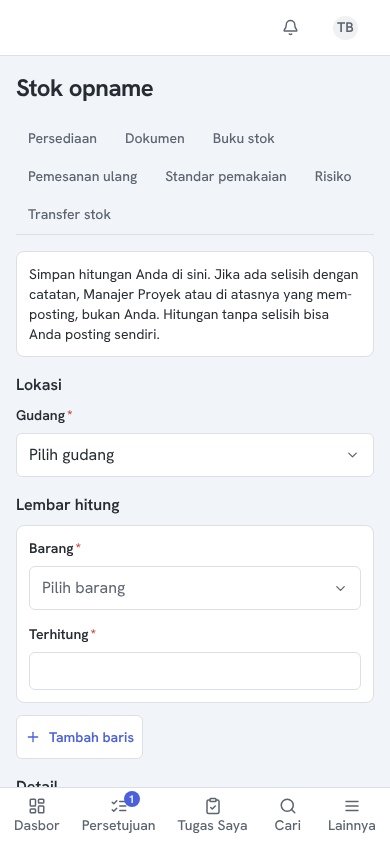 TB
Stok opname
Persediaan Dokumen Buku stok
Pemesanan ulang Standar pemakaian Risiko
Transfer stok
Simpan hitungan Anda di sini. Jika ada selisih dengan
catatan, Manajer Proyek atau di atasnya yang mem-
posting, bukan Anda. Hitungan tanpa selisih bisa
Anda posting sendiri.
Lokasi
Gudang*
Pilih gudang
Lembar hitung
Barang*
Pilih barang
Terhitung*
+ Tambah baris
Detail
1
Dasbor Persetujuan Tugas Saya Cari Lainnya